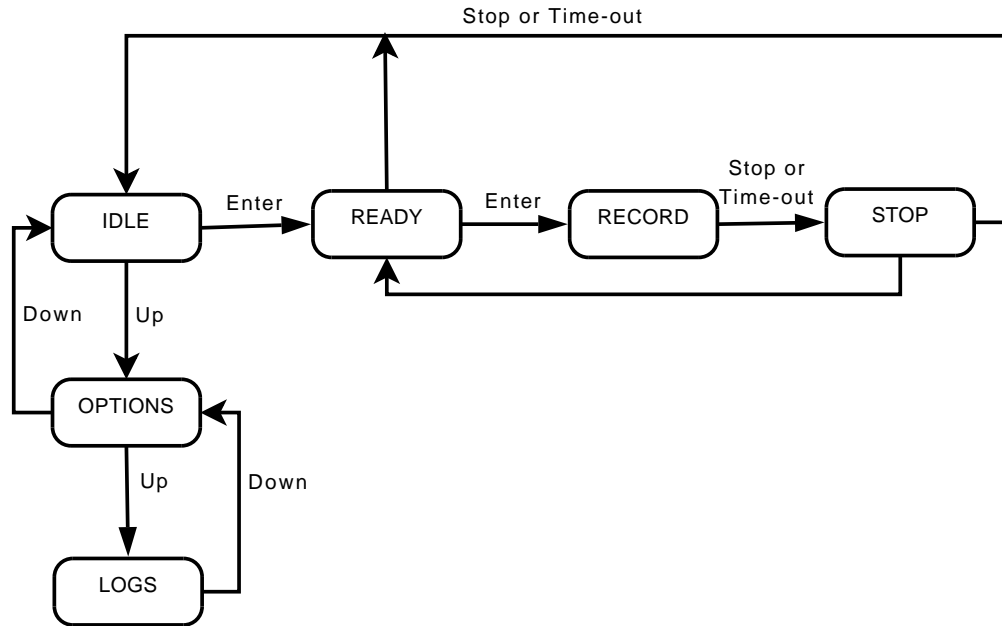 Stop or Time-out
Stop or
Time-out
IDLE
Enter
READY
Enter
RECORD
STOP
Down
Up
OPTIONS
Up
Down
LOGS